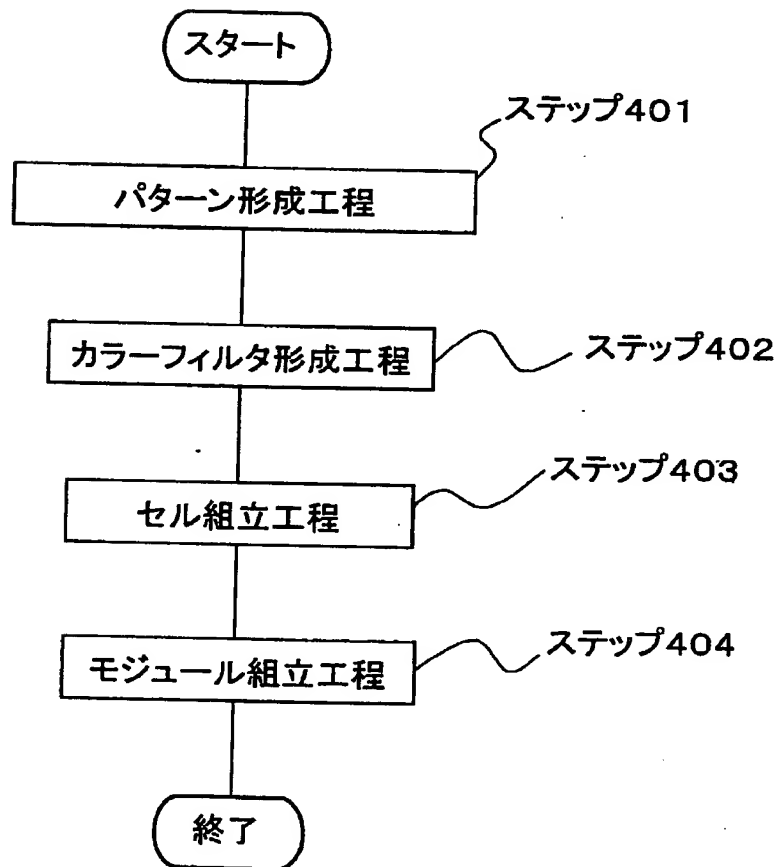 スタート
ステップ401
パターン形成工程
カラーフィルタ形成工程
ステップ402
セル組立工程
ステップ403
モジュール組立工程
ステップ404
終了